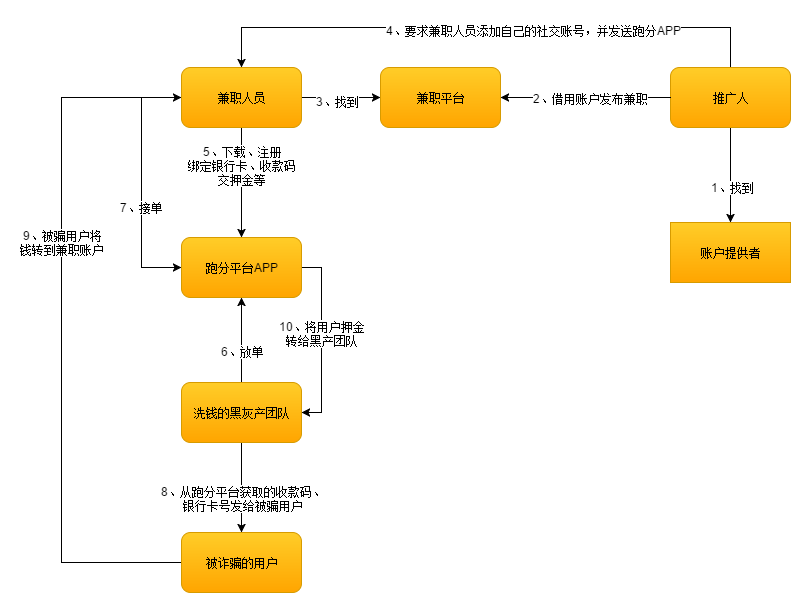 4、要求兼职人员添加自己的社交账号，并发送跑分APP
兼职人员
3、找到
兼职平台
2、借用账户发布兼职
推广人
5、下载、注册
绑定银行卡、收款码
交押金等
1、找到
7、接单
9、被骗用户将
钱转到兼职账户
账户提供者
跑分平台APP
10、将用户押金
转给黑产团队
6、放单
洗钱的黑灰产团队
8、从跑分平台获取的收款码、
银行卡号发给被骗用户
被诈骗的用户